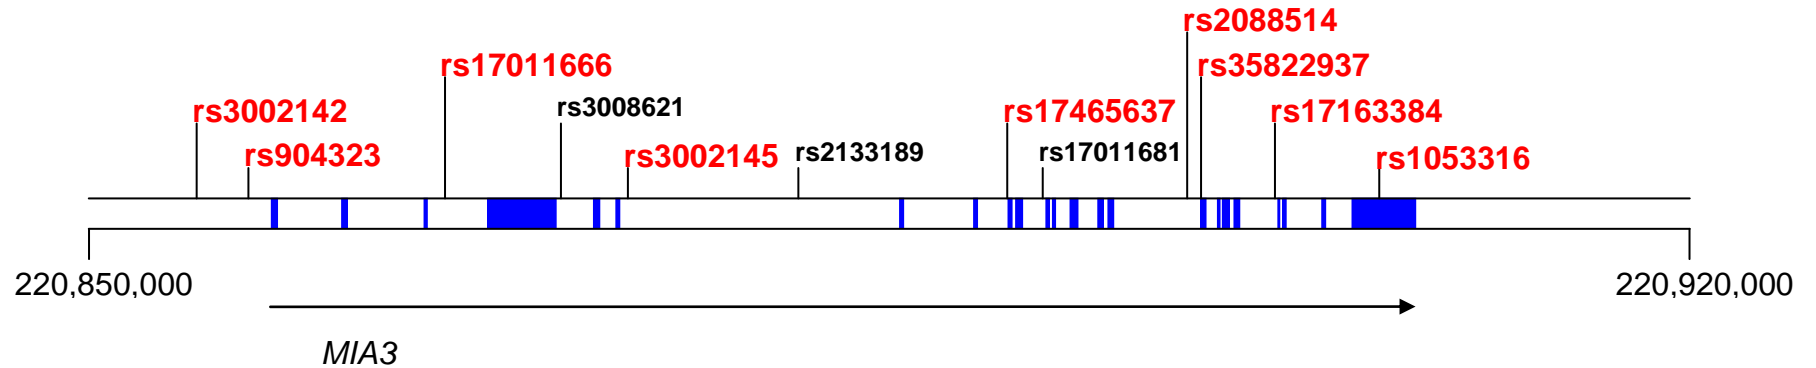 rs2088514
rs17011666
rs35822937
rs3002142
rs3008621
rs17465637
rs17163384
rs904323
rs3002145
rs2133189
rs17011681
rs1053316
220,850,000
220,920,000
MIA3